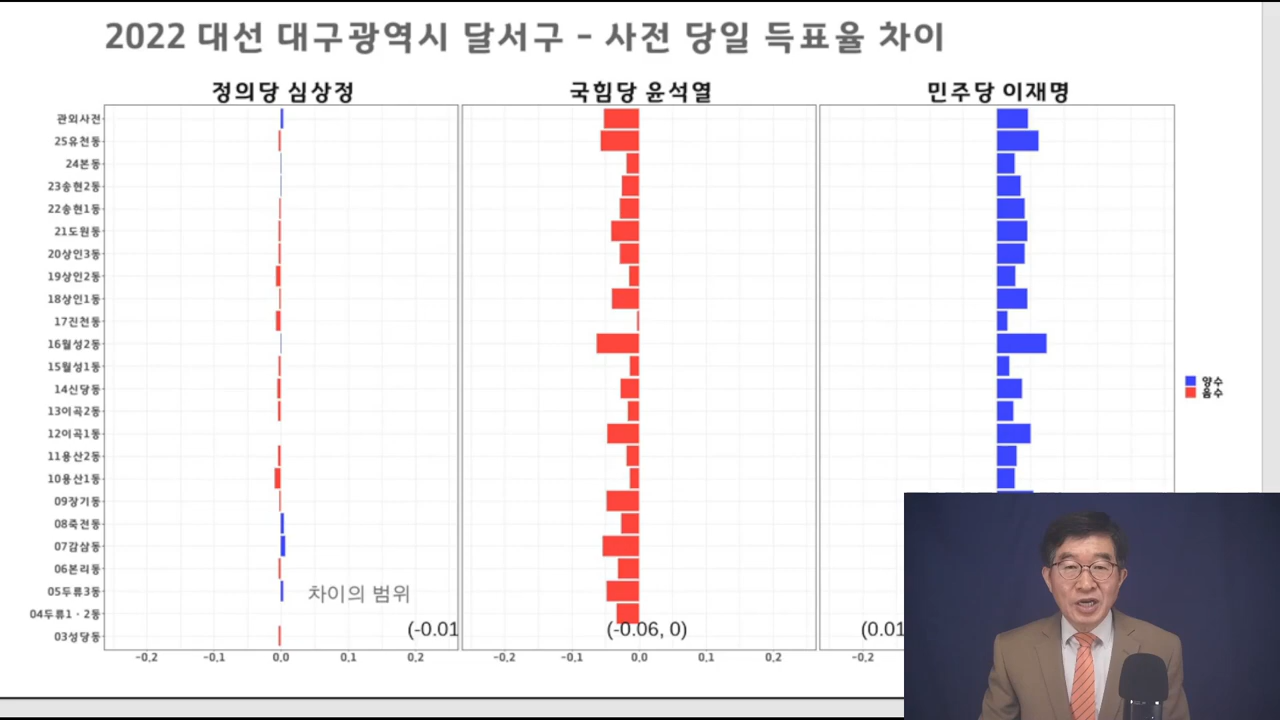 2022 대선 대구광역시 달서구 - 사전 당일 득표율 차이
정의당 심상정
국힘당 윤석열
민주당 이재명
관외사전
25유천동
24본동
23송현2동
22송현1동
21도원동
20상인3동
19상인2동
18상인1동
17진천동
16월성2동
15월성1동
14신당동
13이곡2동
12이곡1동
11용산2동
10용산1동
09장기동
08죽전동
07감삼동
06본리동
05두류3동
04두류1·2동
03성당동
양수
음수
차이의 범위
(-0.01
(-0.06, 0)
(0.01
-0.2 -0.1 0.0 0.1 0.2
-0.2 -0.1 0.0 0.1 0.2
-0.2